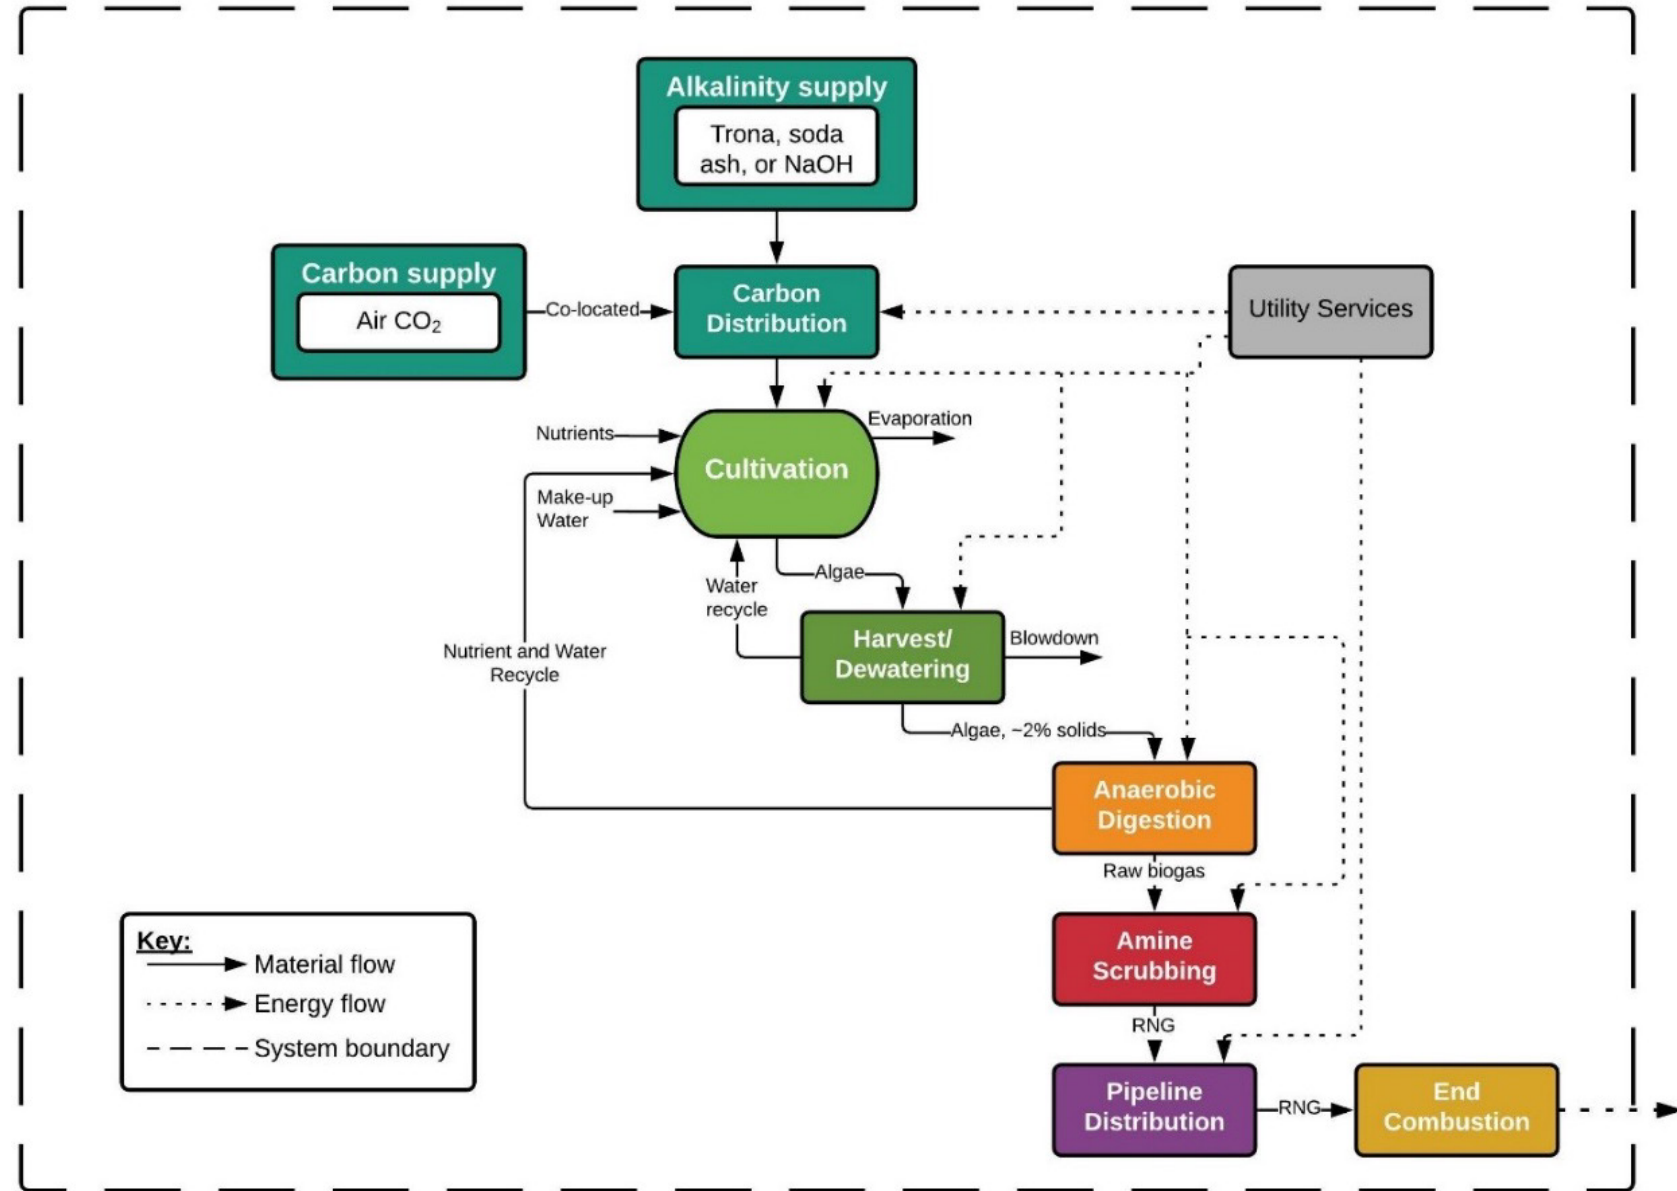 Alkalinity supply
Trona, soda
ash, or NaOH
Carbon supply
Air CO₂
Co-located
Carbon
Distribution
Utility Services
Nutrients
Evaporation
Cultivation
Make-up
Water
Algae
Water
recycle
Harvest/
Dewatering
Blowdown
Nutrient and Water
Recycle
Algae, ~2% solids
Anaerobic
Digestion
Raw biogas
Amine
Scrubbing
RNG
Pipeline
Distribution
RNG
End
Combustion
Key:
Material flow
Energy flow
System boundary